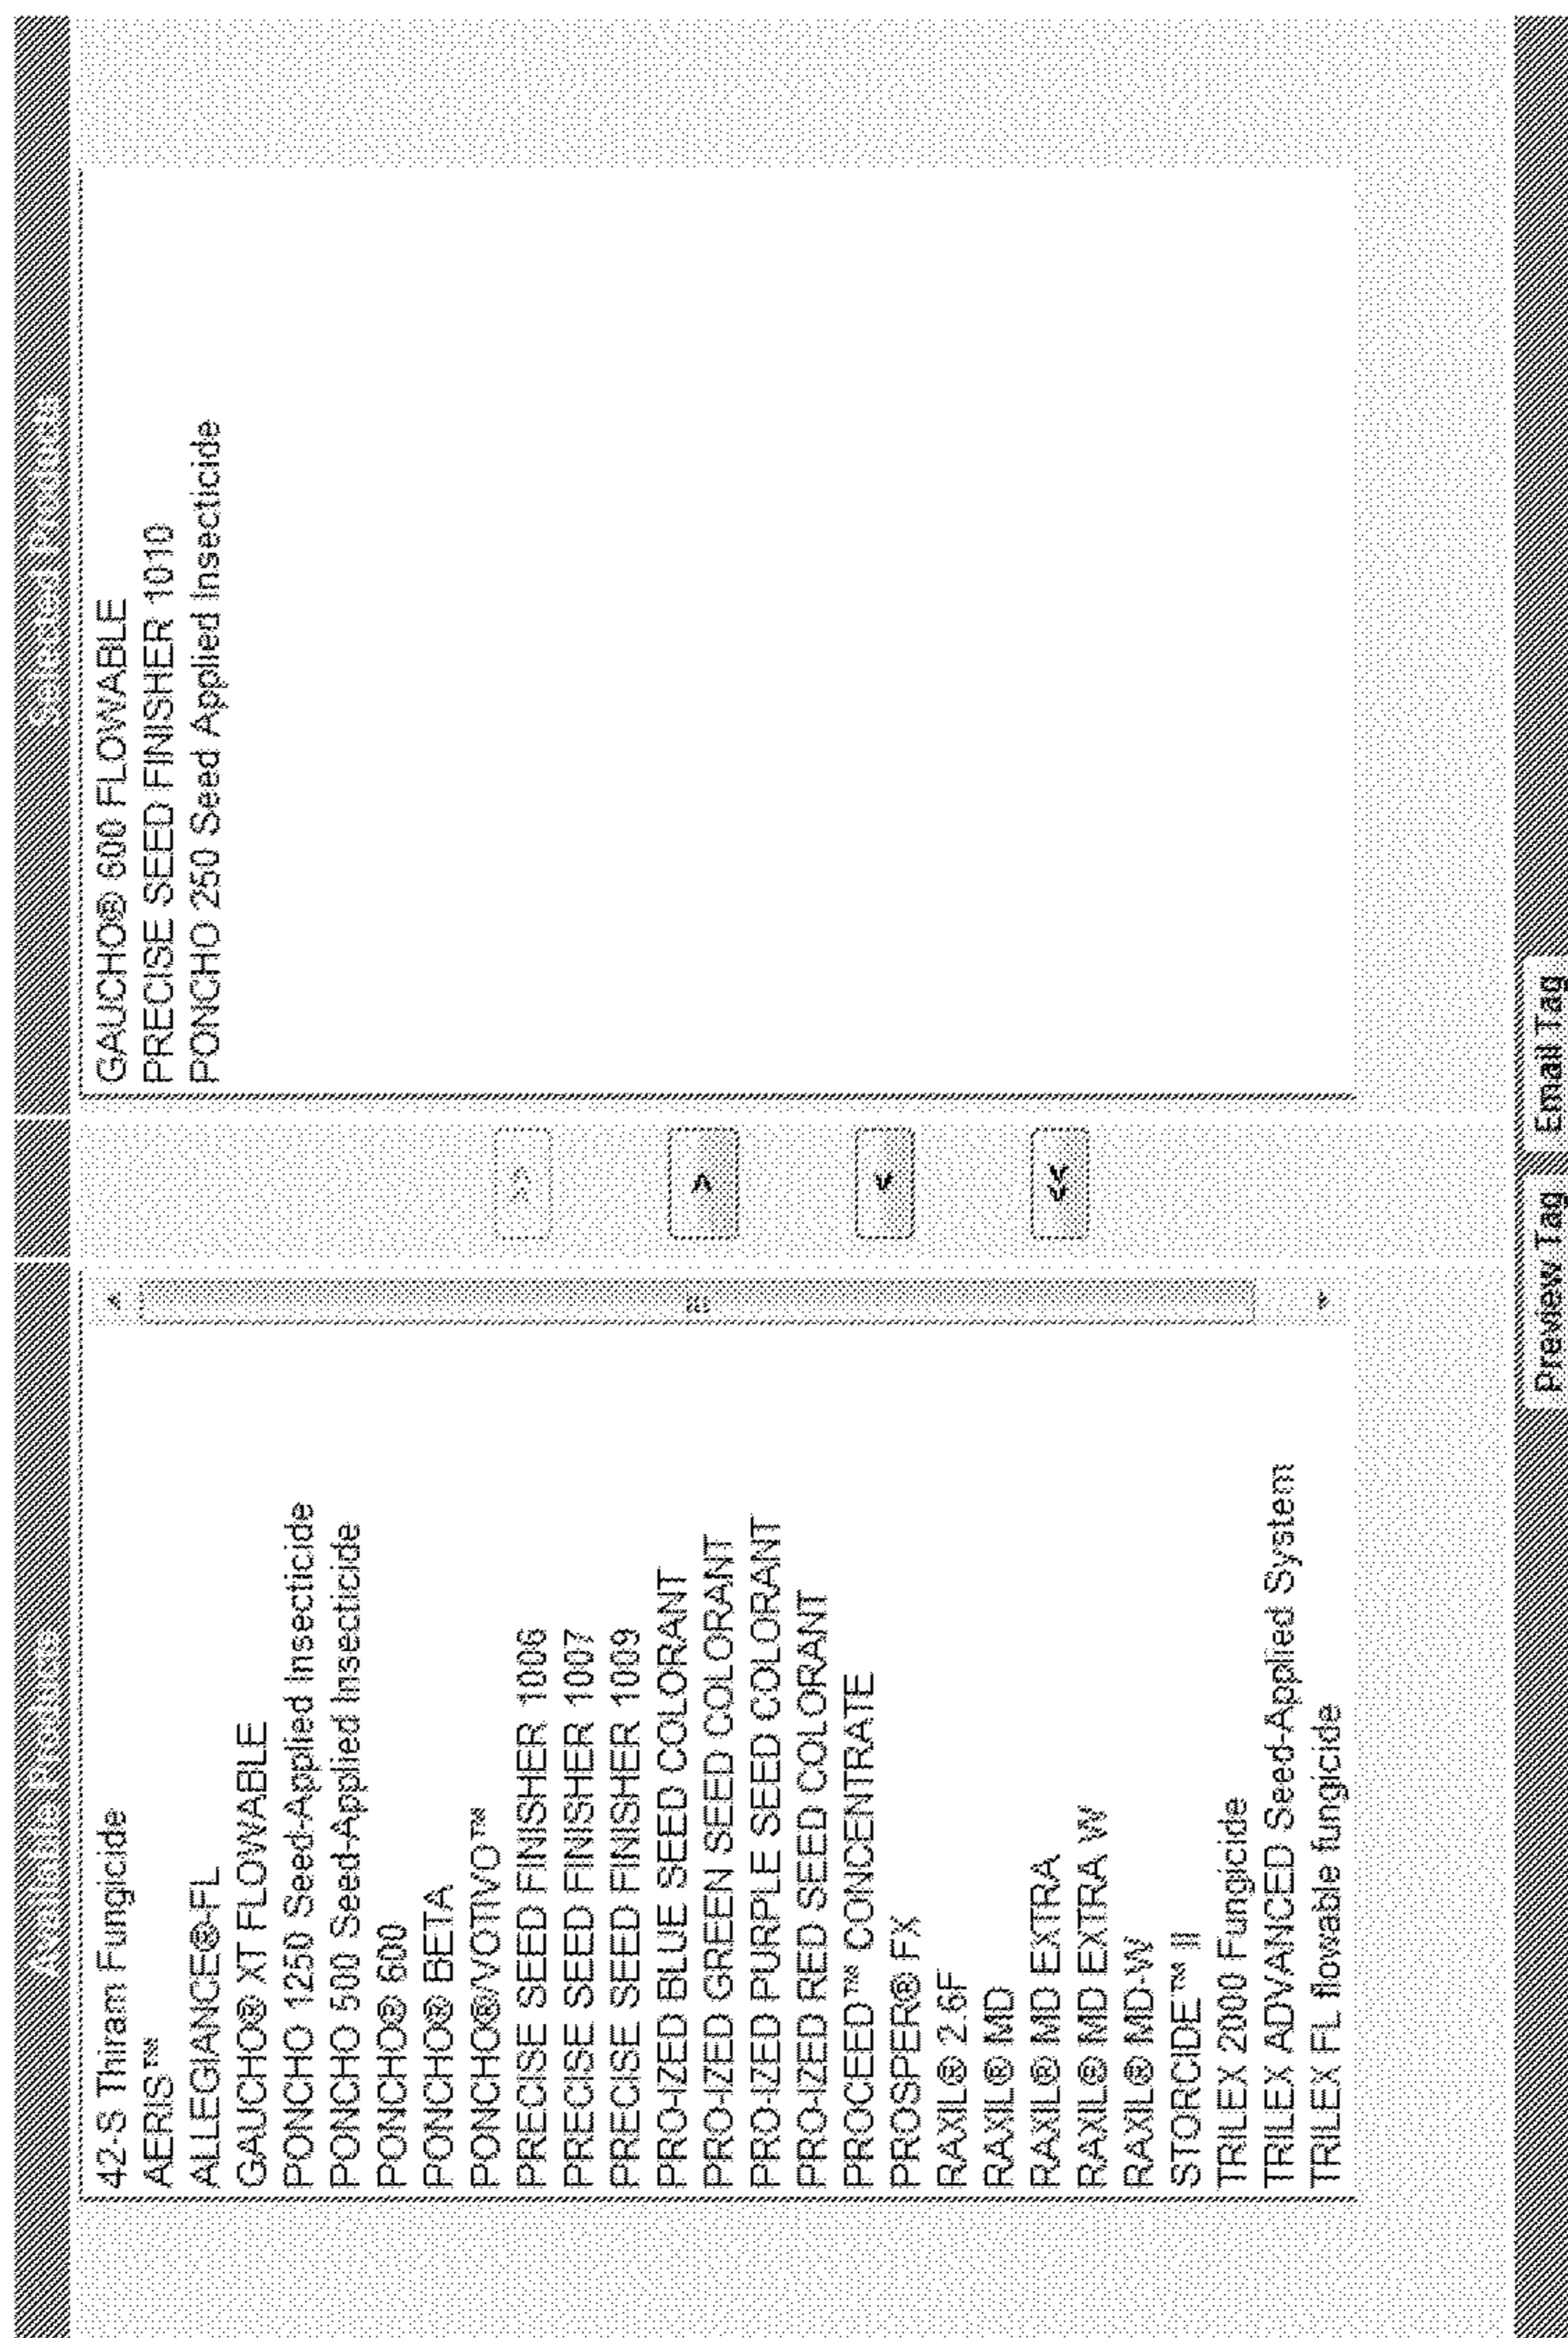 Available Products
42-S Thiram Fungicide
AERIS™
ALLEGIANCE®-FL
GAUCHO® XT FLOWABLE
PONCHO 1250 Seed-Applied Insecticide
PONCHO 500 Seed-Applied Insecticide
PONCHO® 600
PONCHO® BETA
PONCHO®/VOTIVO™
PRECISE SEED FINISHER 1006
PRECISE SEED FINISHER 1007
PRECISE SEED FINISHER 1009
PRO-IZED BLUE SEED COLORANT
PRO-IZED GREEN SEED COLORANT
PRO-IZED PURPLE SEED COLORANT
PRO-IZED RED SEED COLORANT
PROCEED™ CONCENTRATE
PROSPER® FX
RAXIL® 2.6F
RAXIL® MD
RAXIL® MD EXTRA
RAXIL® MD EXTRA W
RAXIL® MD-W
STORCIDE™ II
TRILEX 2000 Fungicide
TRILEX ADVANCED Seed-Applied System
TRILEX FL flowable fungicide
>>
>
<
<<
Selected Products
GAUCHO® 600 FLOWABLE
PRECISE SEED FINISHER 1010
PONCHO 250 Seed Applied Insecticide
Preview Tag
Email Tag